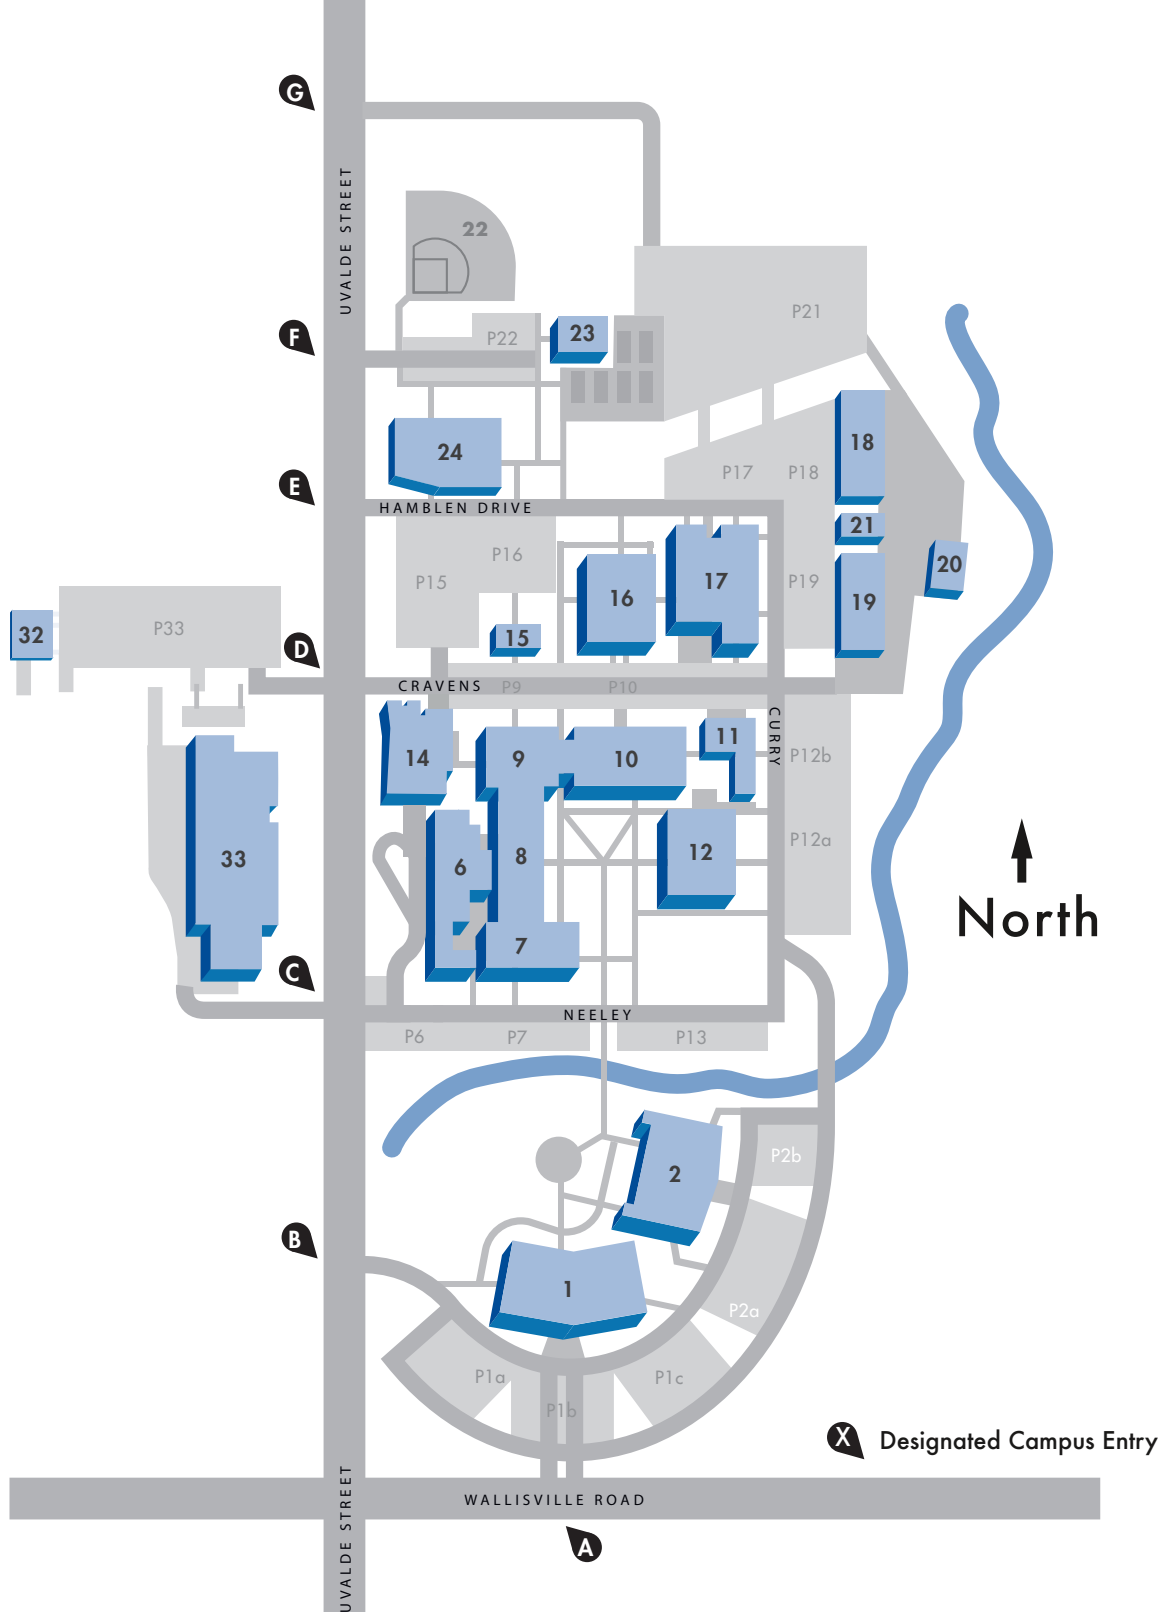 G
UVALDE STREET
22
P21
F
P22
23
24
18
E
P17
P18
HAMBLEN DRIVE
21
P16
20
P15
17
P19
16
19
32
P33
15
D
CRAVENS
P9
P10
CURRY
14
9
10
11
P12b
33
6
8
12
P12a
North
7
C
NEELEY
P6
P7
P13
2
P2b
B
1
P2a
P1a
P1c
P1b
X Designated Campus Entry
UVALDE STREET
WALLISVILLE ROAD
A